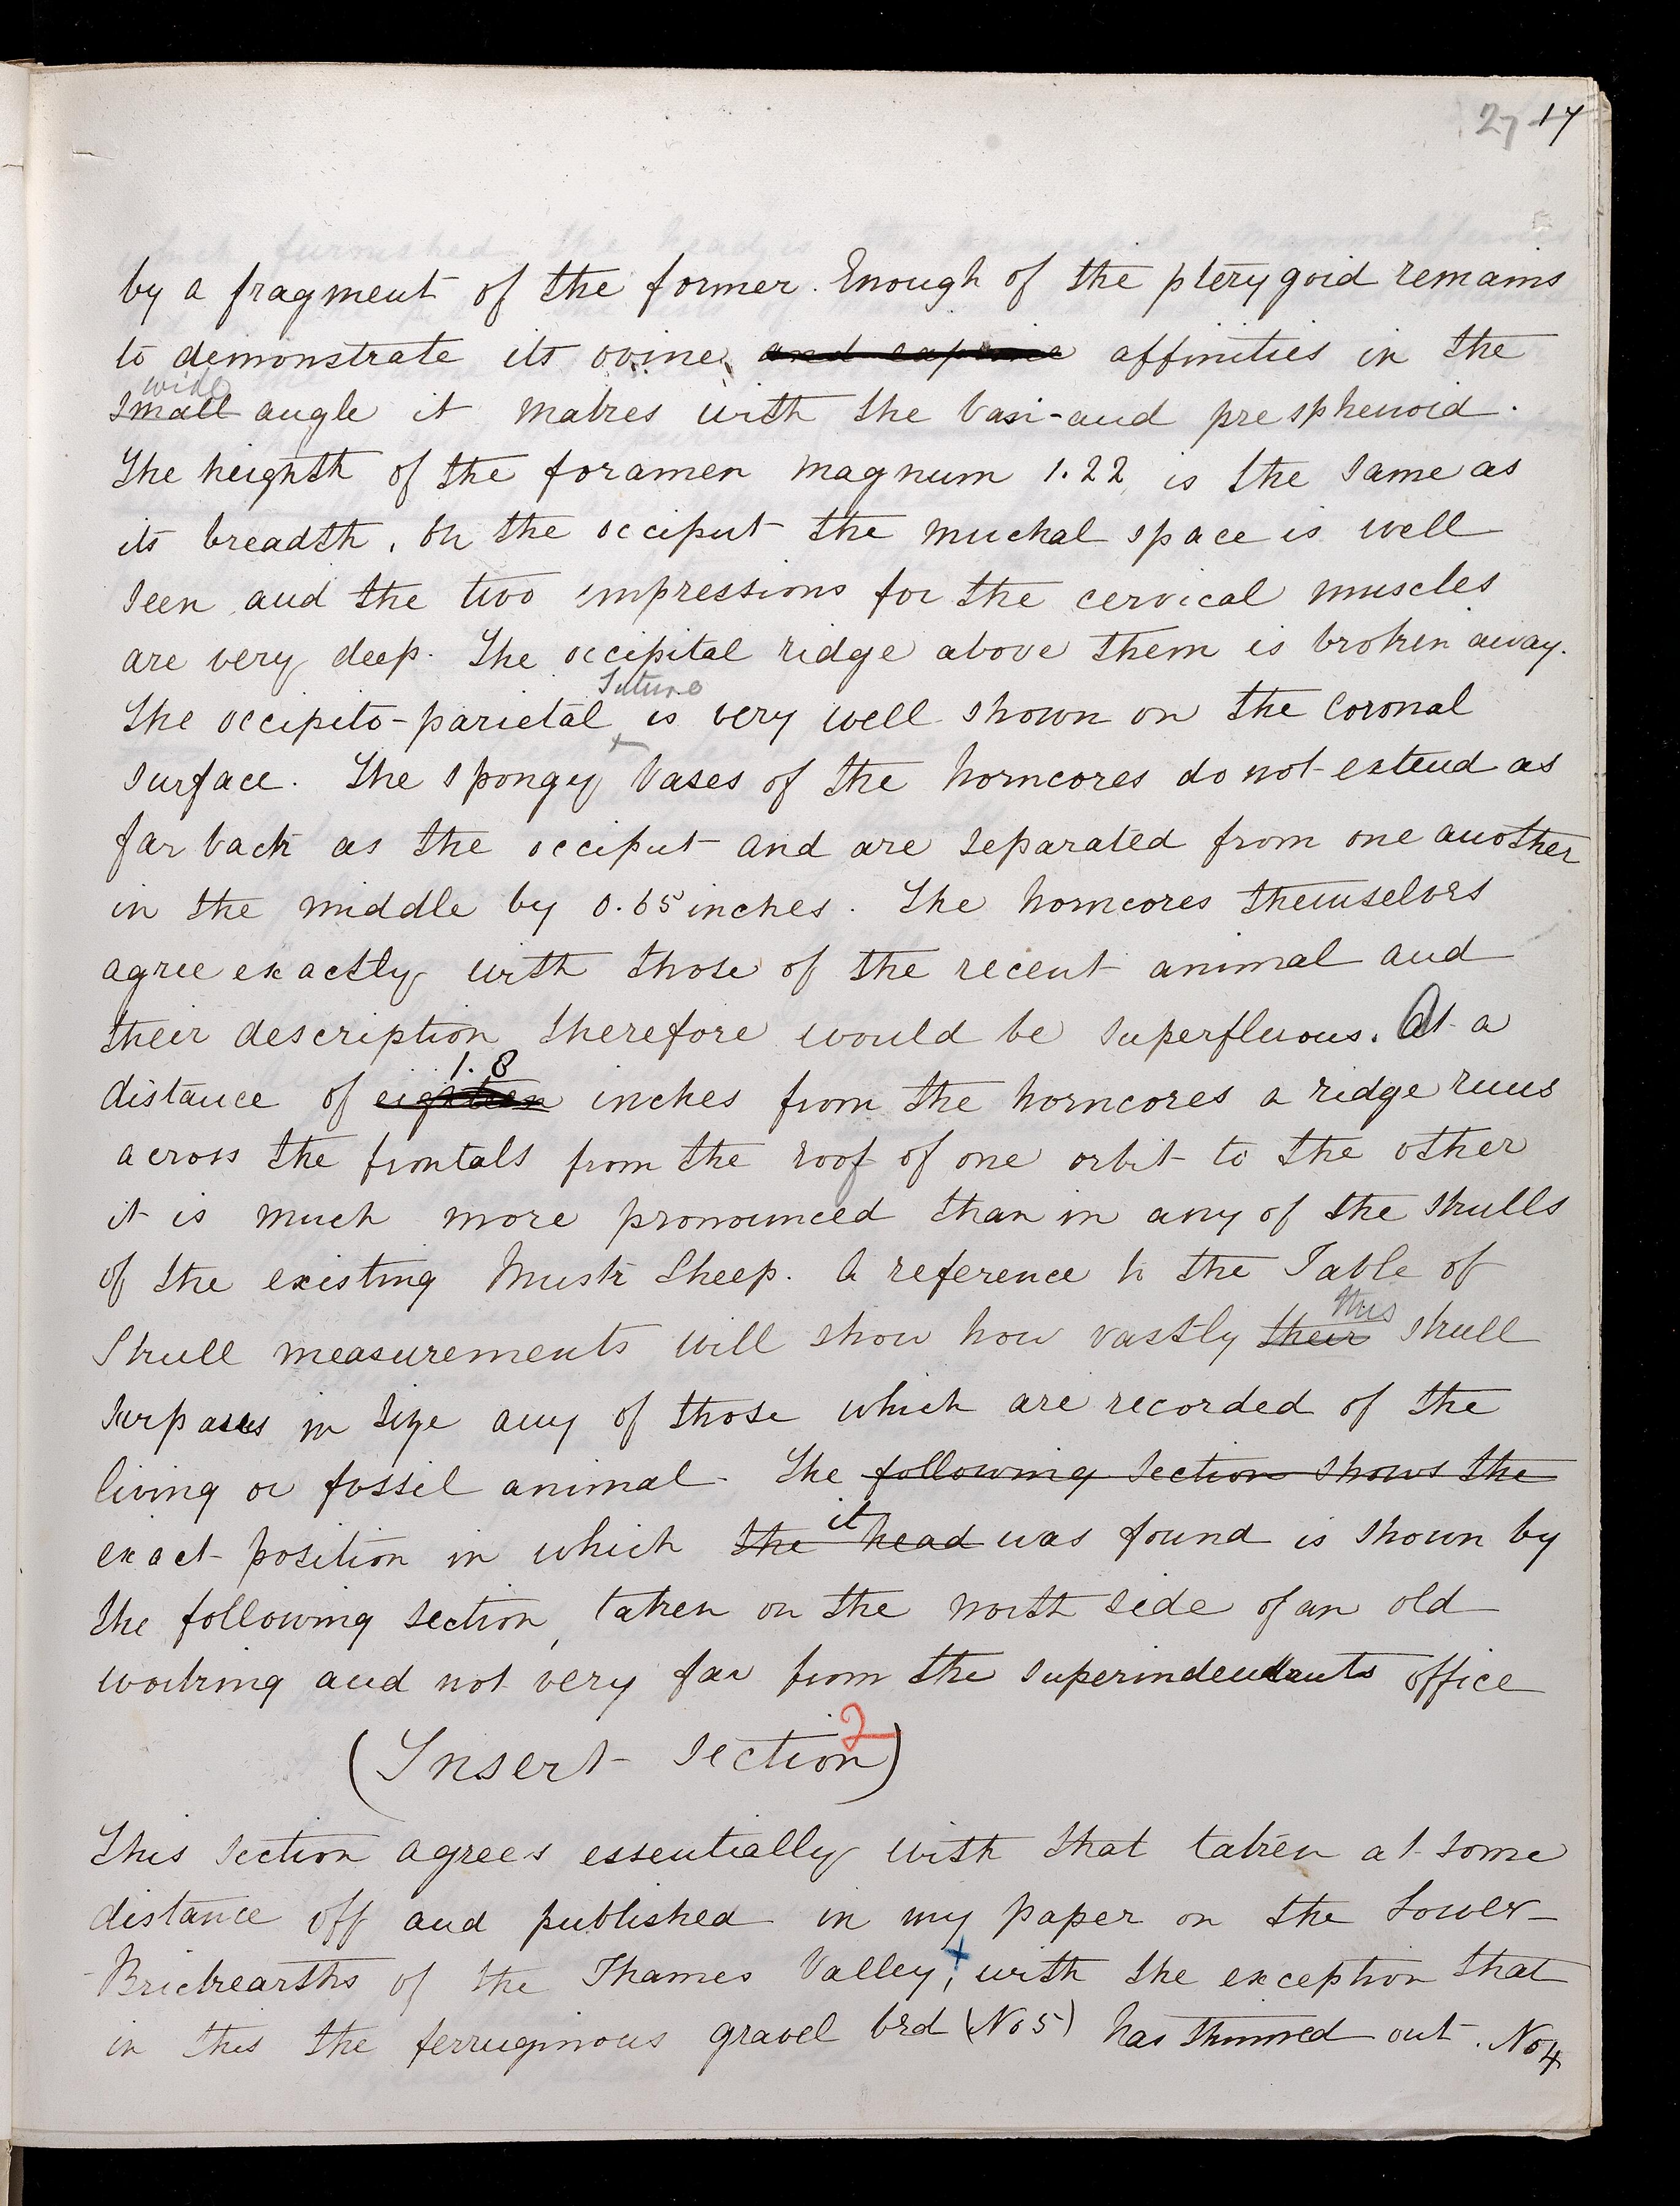 27 17
by a fragment of the former. Enough of the pterygoid remains
to demonstrate its ovine and caprine affinities in the
wide
small angle it makes with the basi-and presphenoid.
The heighth of the foramen magnum 1.22 is the same as
its breadth. On the occiput the nuchal space is well
seen and the two impressions for the cervical muscles
are very deep. The occipital ridge above them is broken away.
suture
The occipito-parietal is very well shown on the coronal
surface. The spongy bases of the horncores do not extend as
far back as the occiput and are separated from one another
in the middle by 0.65 inches. The horncores themselves
agree exactly with those of the recent animal and
their description therefore would be superfluous. At a
1.8
distance of eighteen inches from the horncores a ridge runs
across the frontals from the roof of one orbit to the other
it is much more pronounced than in any of the skulls
of the existing Musk Sheep. A reference to the Table of
this
Skull measurements will show how vastly their skull
surpasses in size any of those which are recorded of the
living or fossil animal. The following section shows the
it
exact position in which the head was found is shown by
the following section, taken on the north side of an old
working and not very far from the superindendants office
2
(Insert Section)
This section agrees essentially with that taken at some
distance off and published in my paper on the Lower
Brickearths of the Thames Valley,+ with the exception that
in this the ferruginous gravel bed (No 5) has thinned out. No 4